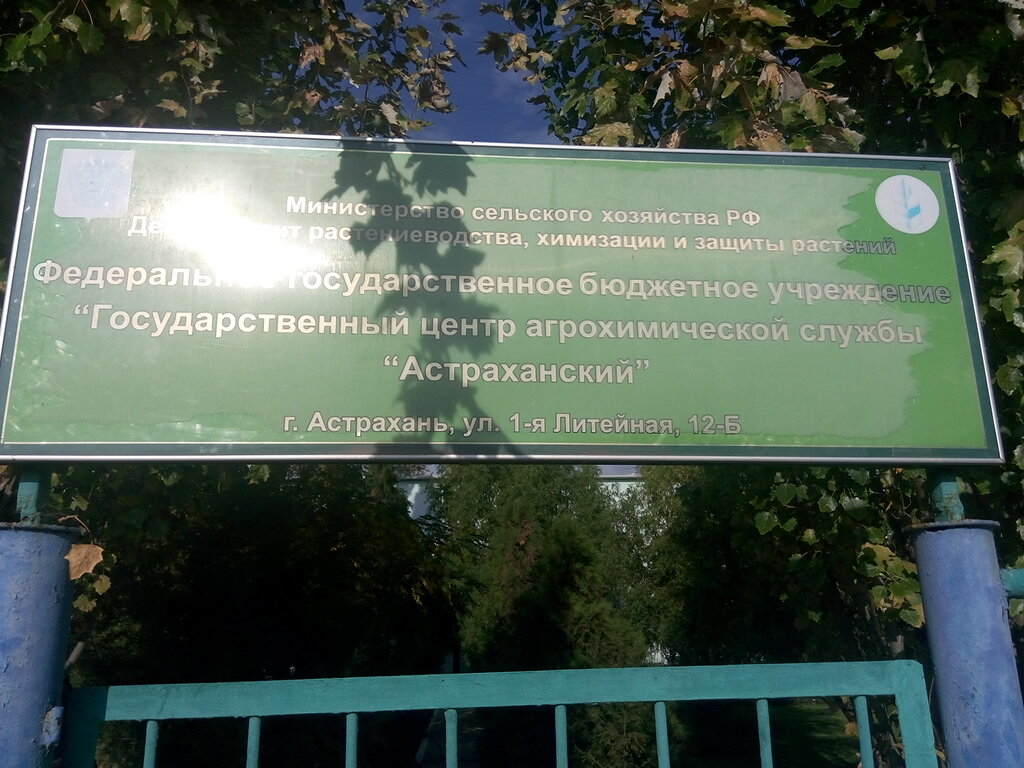 Министерство сельского хозяйства РФ
растениеводства, химизации и защиты растений
Федеральное государственное бюджетное учреждение
“Государственный центр агрохимической службы
“Астраханский”
г. Астрахань, ул. 1-я Литейная, 12-Б